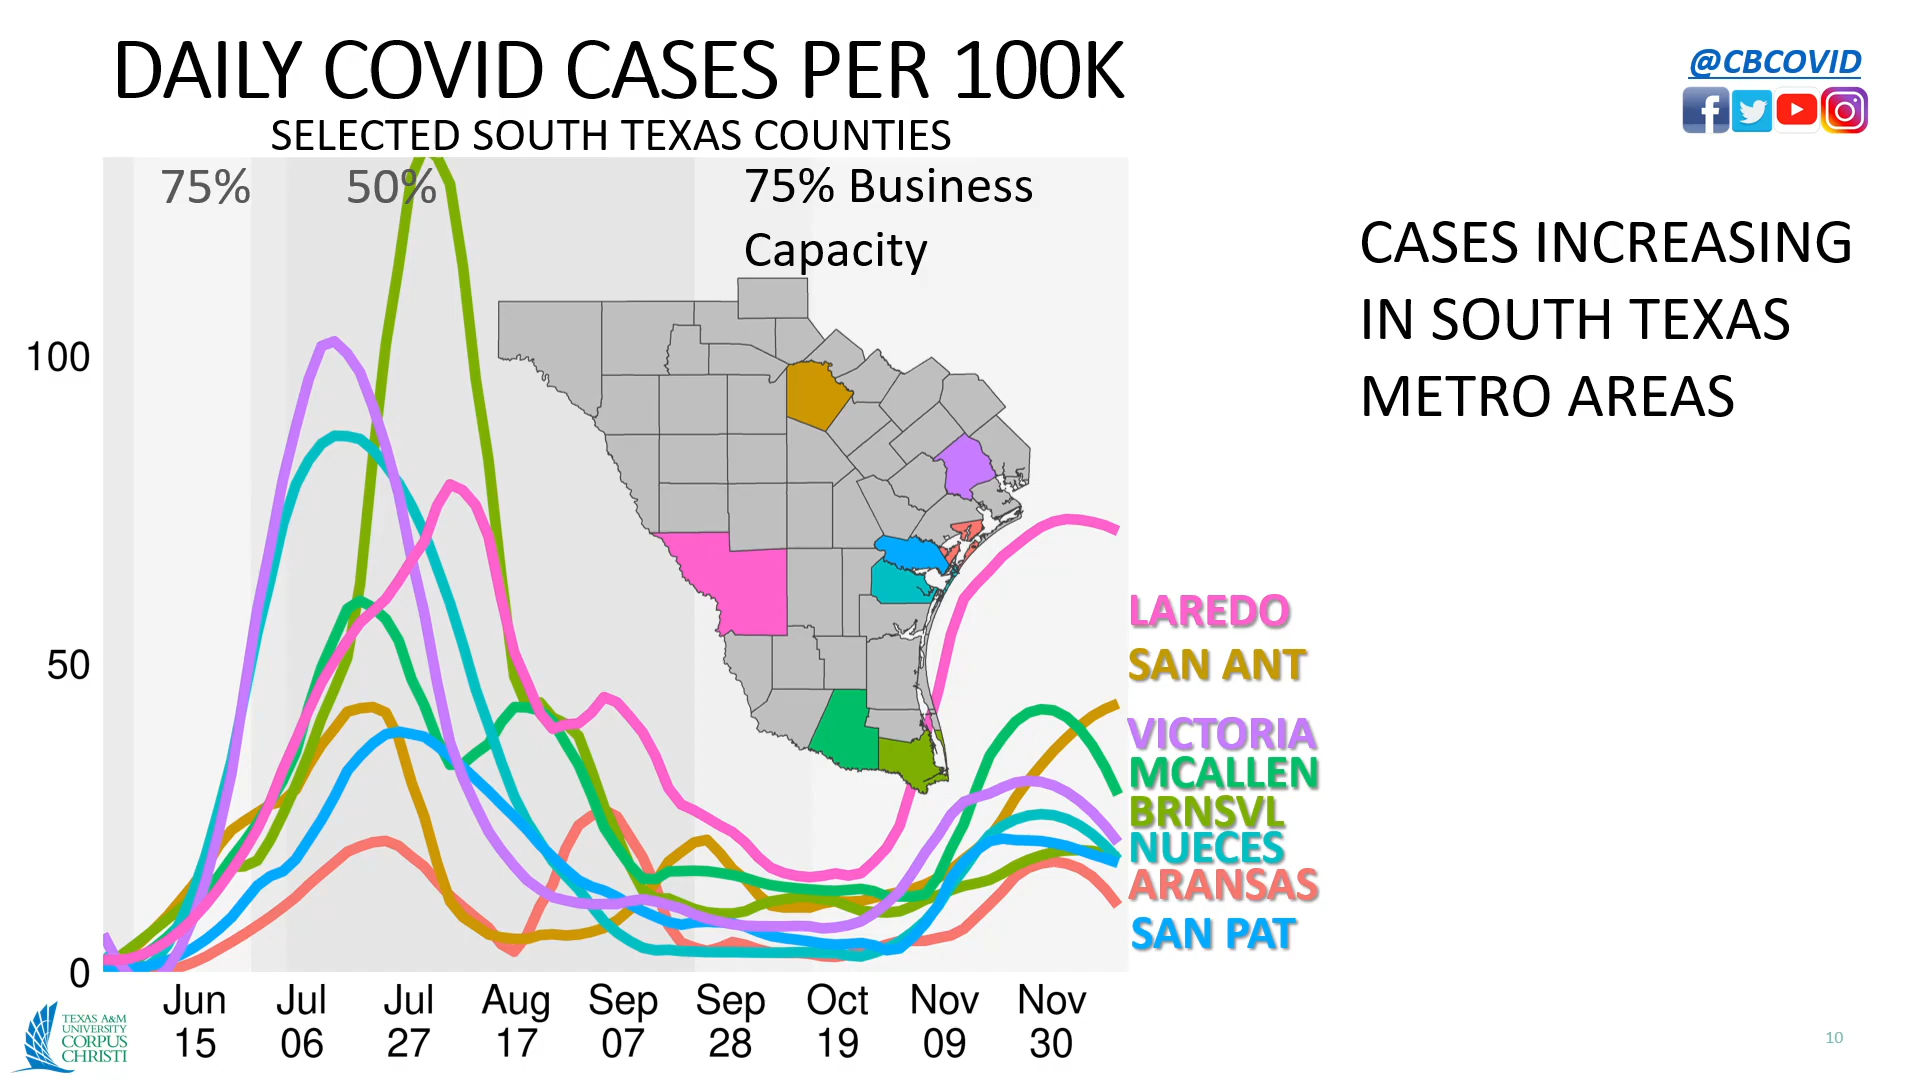 DAILY COVID CASES PER 100K
SELECTED SOUTH TEXAS COUNTIES
@CBCOVID
75%
50%
75% Business
Capacity
CASES INCREASING
IN SOUTH TEXAS
METRO AREAS
100
50
0
LAREDO
SAN ANT
VICTORIA
MCALLEN
BRNSVL
NUECES
ARANSAS
SAN PAT
Jun 15
Jul 06
Jul 27
Aug 17
Sep 07
Sep 28
Oct 19
Nov 09
Nov 30
TEXAS A&M
UNIVERSITY
CORPUS
CHRISTI
10